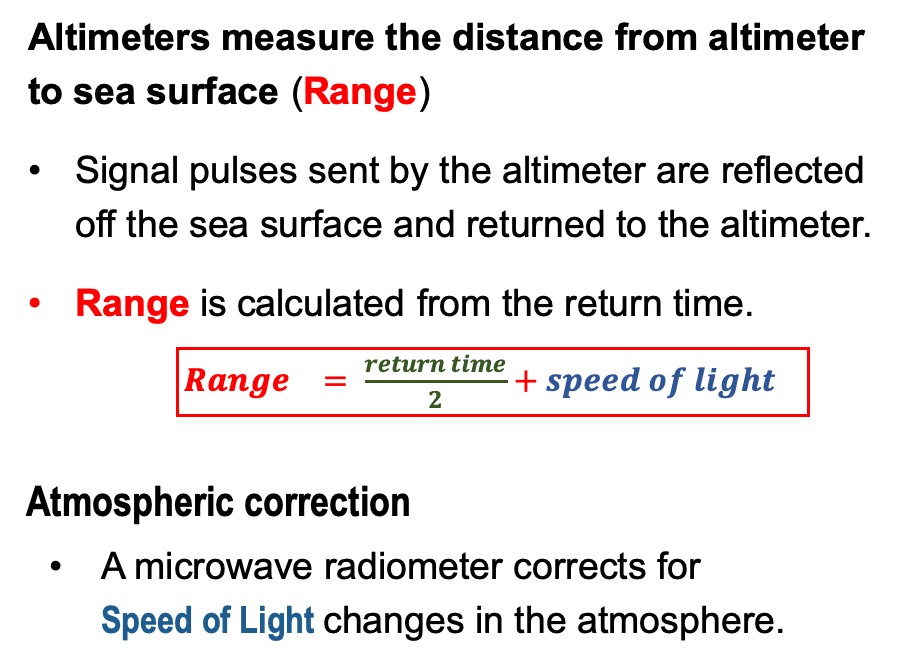 Altimeters measure the distance from altimeter
to sea surface (Range)
• Signal pulses sent by the altimeter are reflected
off the sea surface and returned to the altimeter.
• Range is calculated from the return time.
Range = return time / 2 + speed of light
Atmospheric correction
• A microwave radiometer corrects for
Speed of Light changes in the atmosphere.